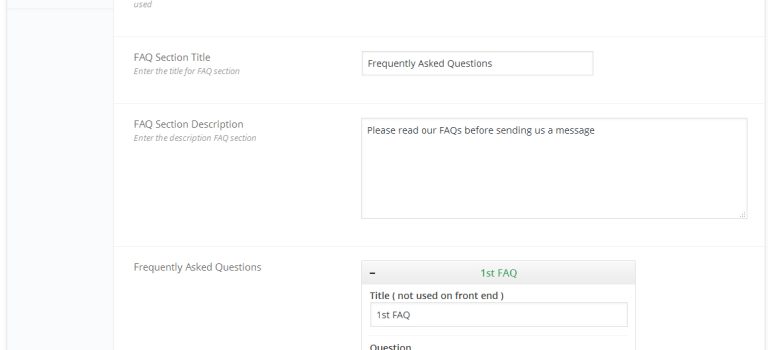 used
FAQ Section Title
Enter the title for FAQ section
Frequently Asked Questions
FAQ Section Description
Enter the description FAQ section
Please read our FAQs before sending us a message
Frequently Asked Questions
– 1st FAQ
Title ( not used on front end )
1st FAQ
Question